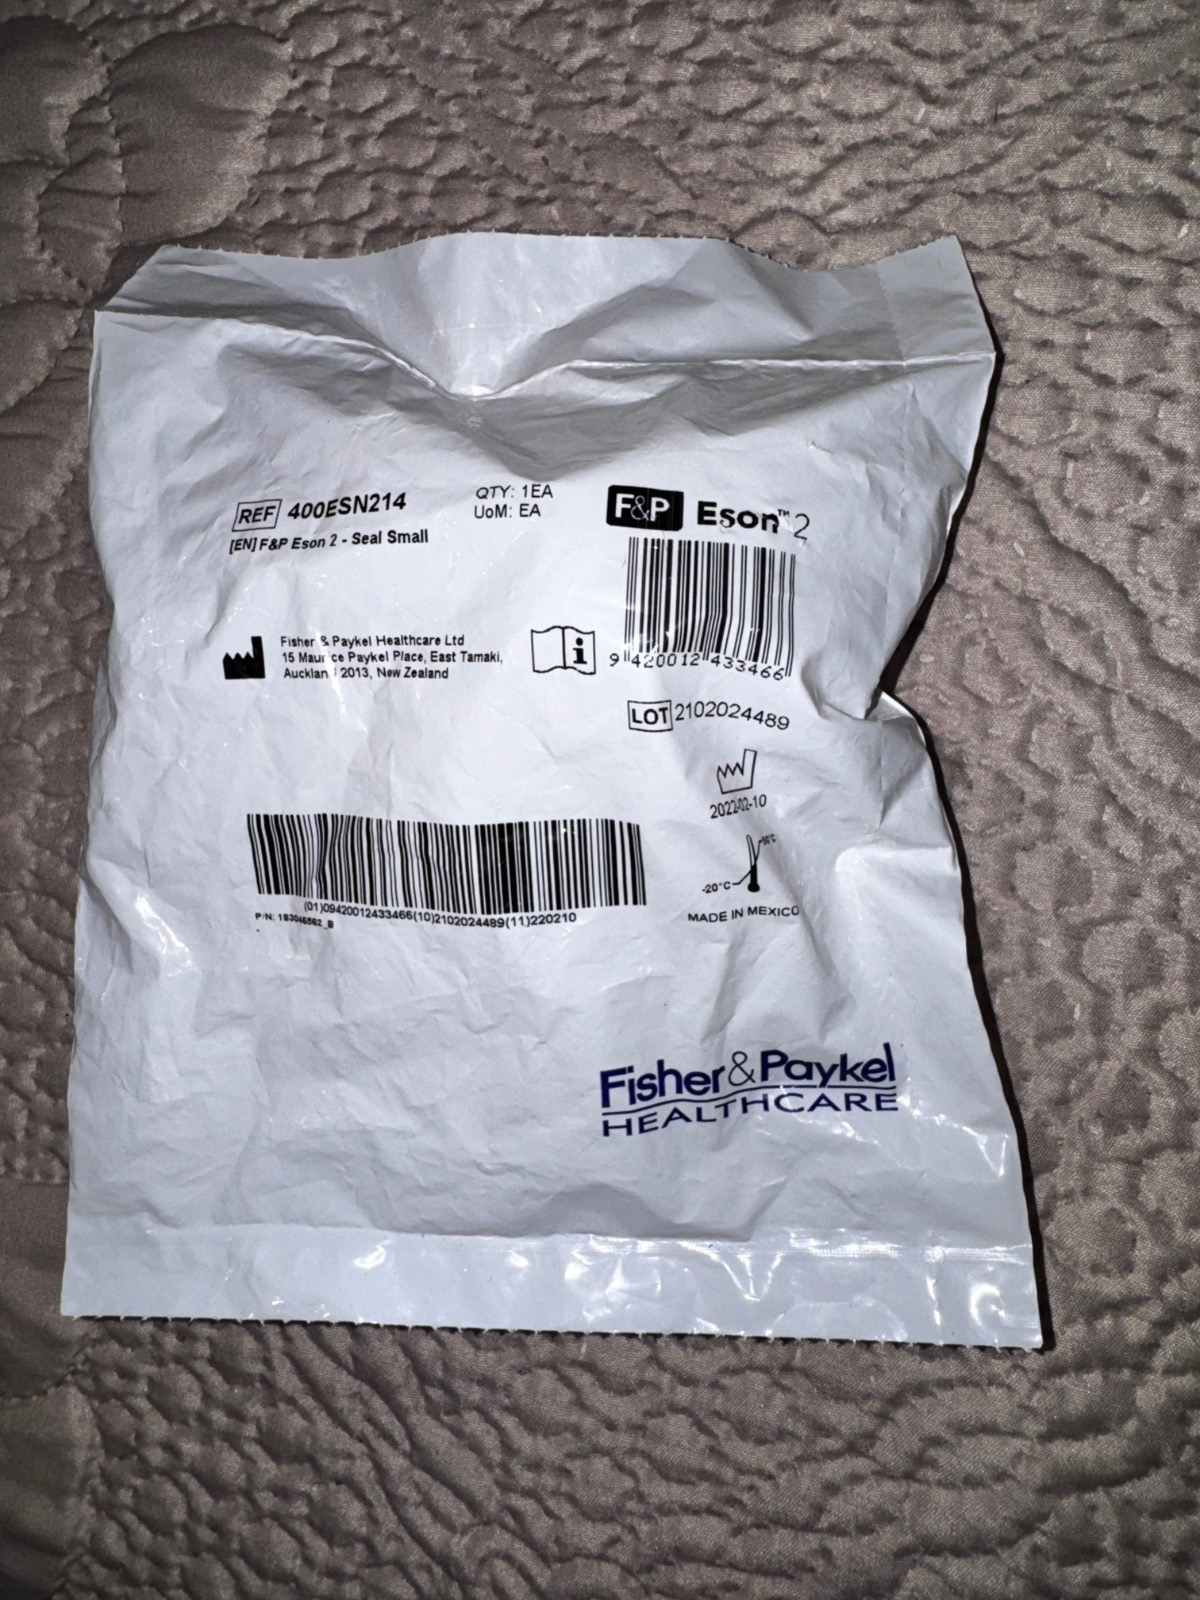 REF 400ESN214
[EN] F&P Eson 2 - Seal Small
QTY: 1EA
UoM: EA
F&P Eson™ 2
9 420012 433466
Fisher & Paykel Healthcare Ltd
15 Maurice Paykel Place, East Tamaki,
Auckland 2013, New Zealand
i
LOT 2102024489
2022-02-10
-20°C
MADE IN MEXICO
(01)09420012433466(10)2102024489(11)220210
P/N:
Fisher&Paykel
HEALTHCARE